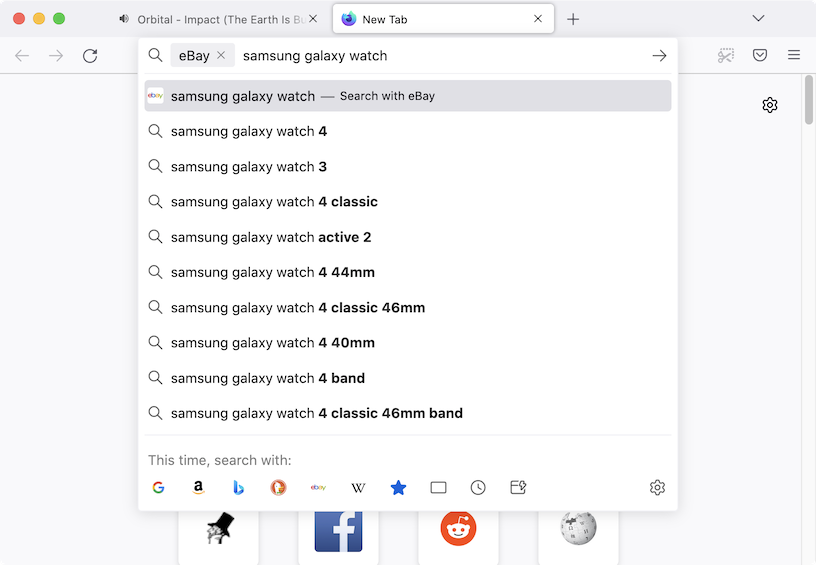 Orbital - Impact (The Earth Is Bu
New Tab
eBay samsung galaxy watch
ebay samsung galaxy watch — Search with eBay
samsung galaxy watch 4
samsung galaxy watch 3
samsung galaxy watch 4 classic
samsung galaxy watch active 2
samsung galaxy watch 4 44mm
samsung galaxy watch 4 classic 46mm
samsung galaxy watch 4 40mm
samsung galaxy watch 4 band
samsung galaxy watch 4 classic 46mm band
This time, search with:
G a b ebay W
f